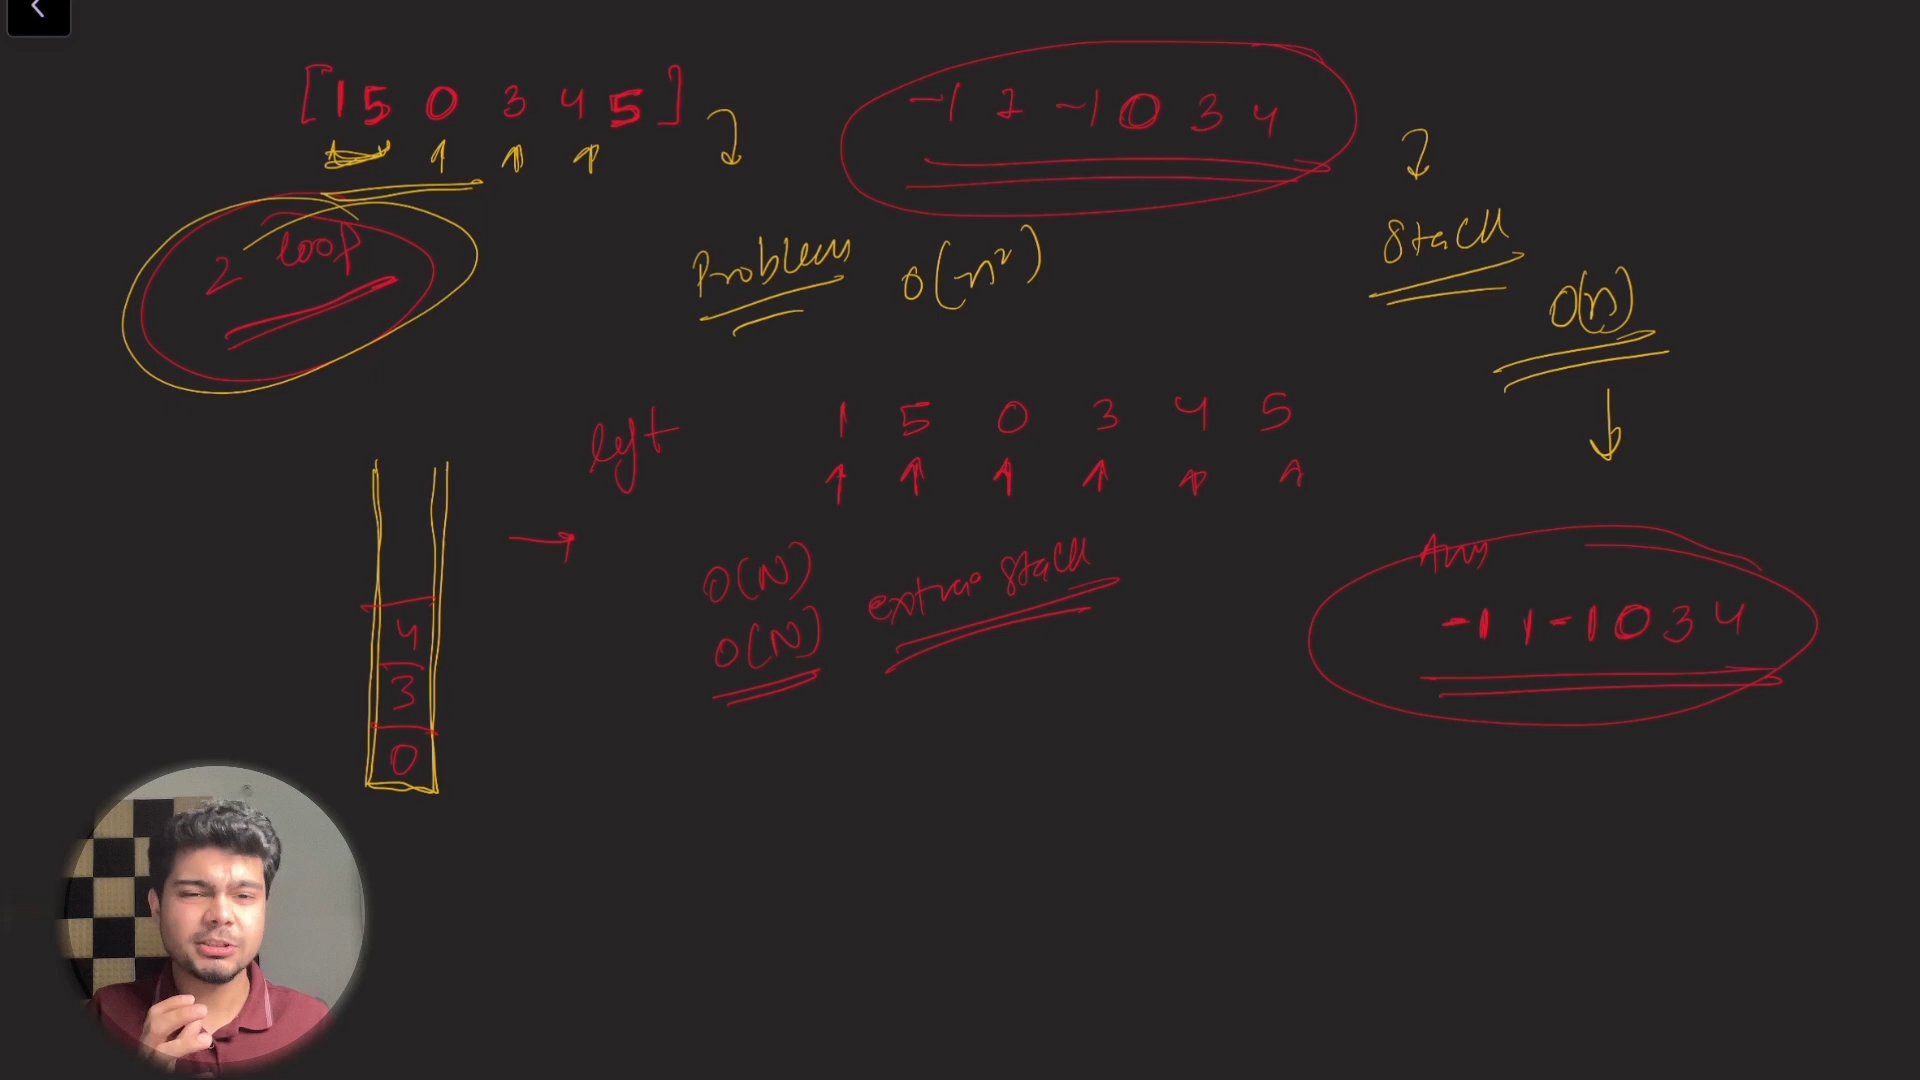 [1 5 0 3 4 5]
-1 1 -1 0 3 4
2 loop
Problem O(n²)
Stack
O(n)
left
1 5 0 3 4 5
O(N)
O(N)
extra stack
Ans
-1 1 -1 0 3 4
4
3
0